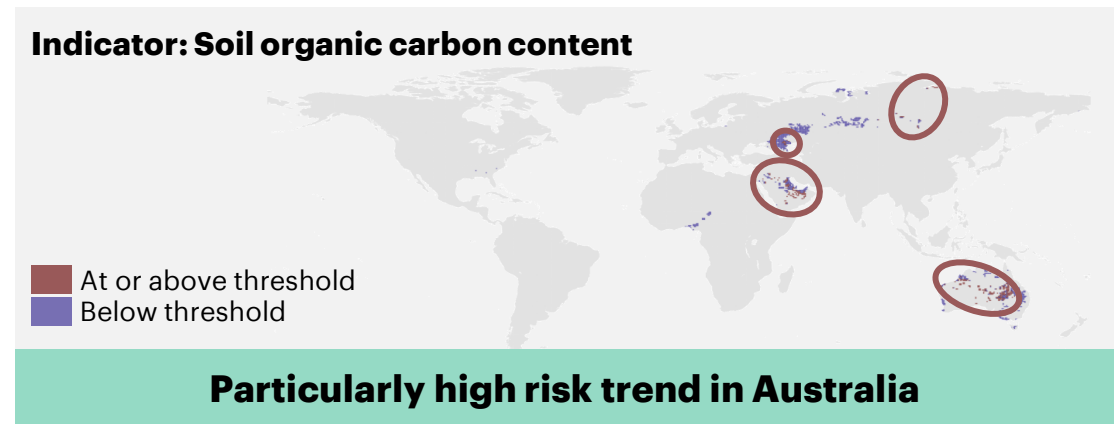 Indicator: Soil organic carbon content
At or above threshold
Below threshold
Particularly high risk trend in Australia